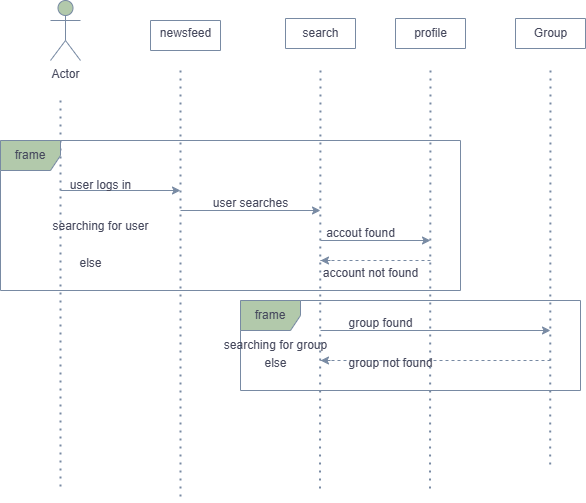 newsfeed
search
profile
Group
Actor
frame
user logs in
user searches
searching for user
accout found
else
account not found
frame
group found
searching for group
else
group not found